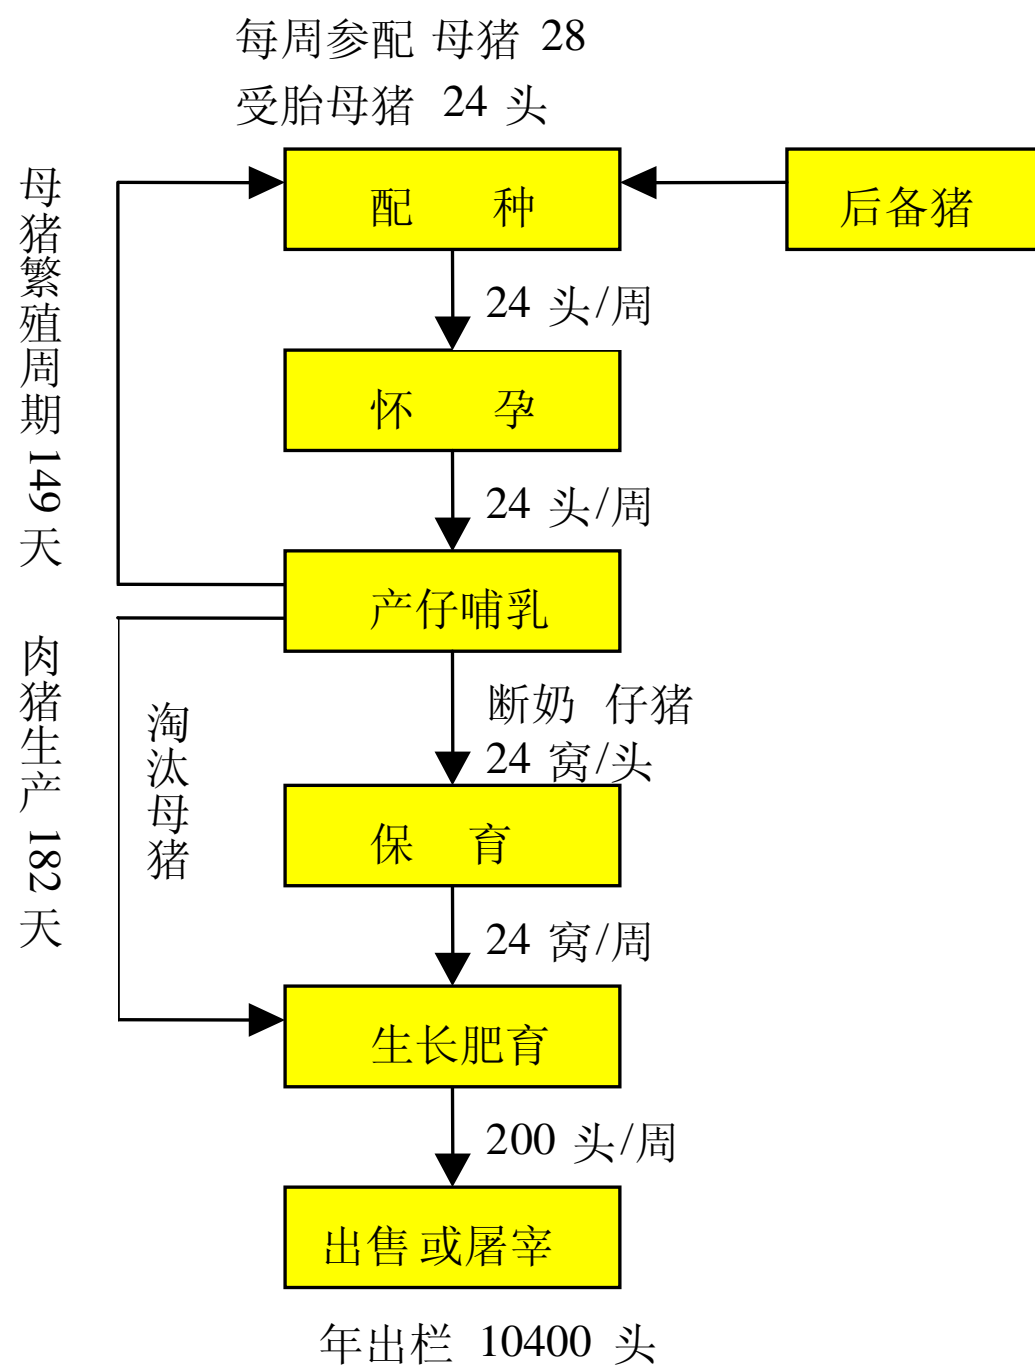 每周参配 母猪 28
受胎母猪 24 头
配 种
后备猪
24 头/周
怀 孕
24 头/周
产仔哺乳
母猪繁殖周期 149 天
断奶 仔猪
24 窝/头
淘汰母猪
肉猪生产 182 天
保 育
24 窝/周
生长肥育
200 头/周
出售或屠宰
年出栏 10400 头